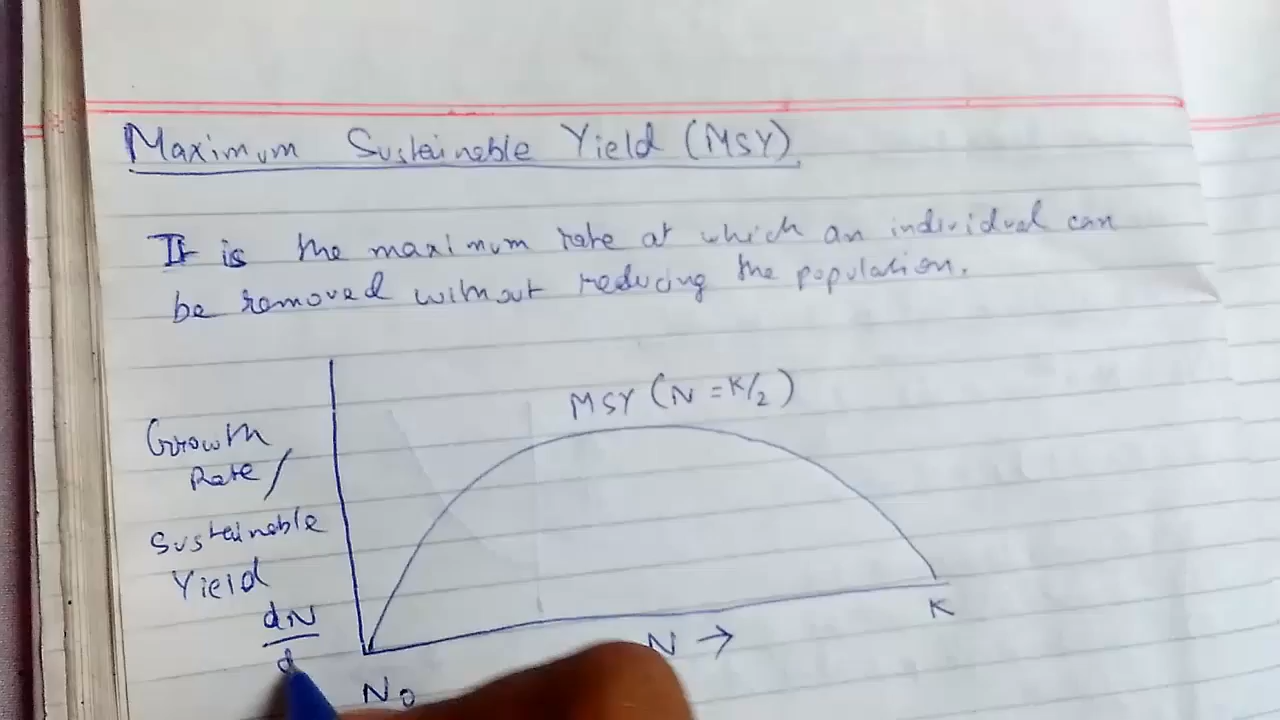 Maximum Sustainable Yield (MSY)
It is the maximum rate at which an individual can
be removed without reducing the population.
MSY (N = K/2)
Growth
Rate /
Sustainable
Yield
dN
d
K
N →
No